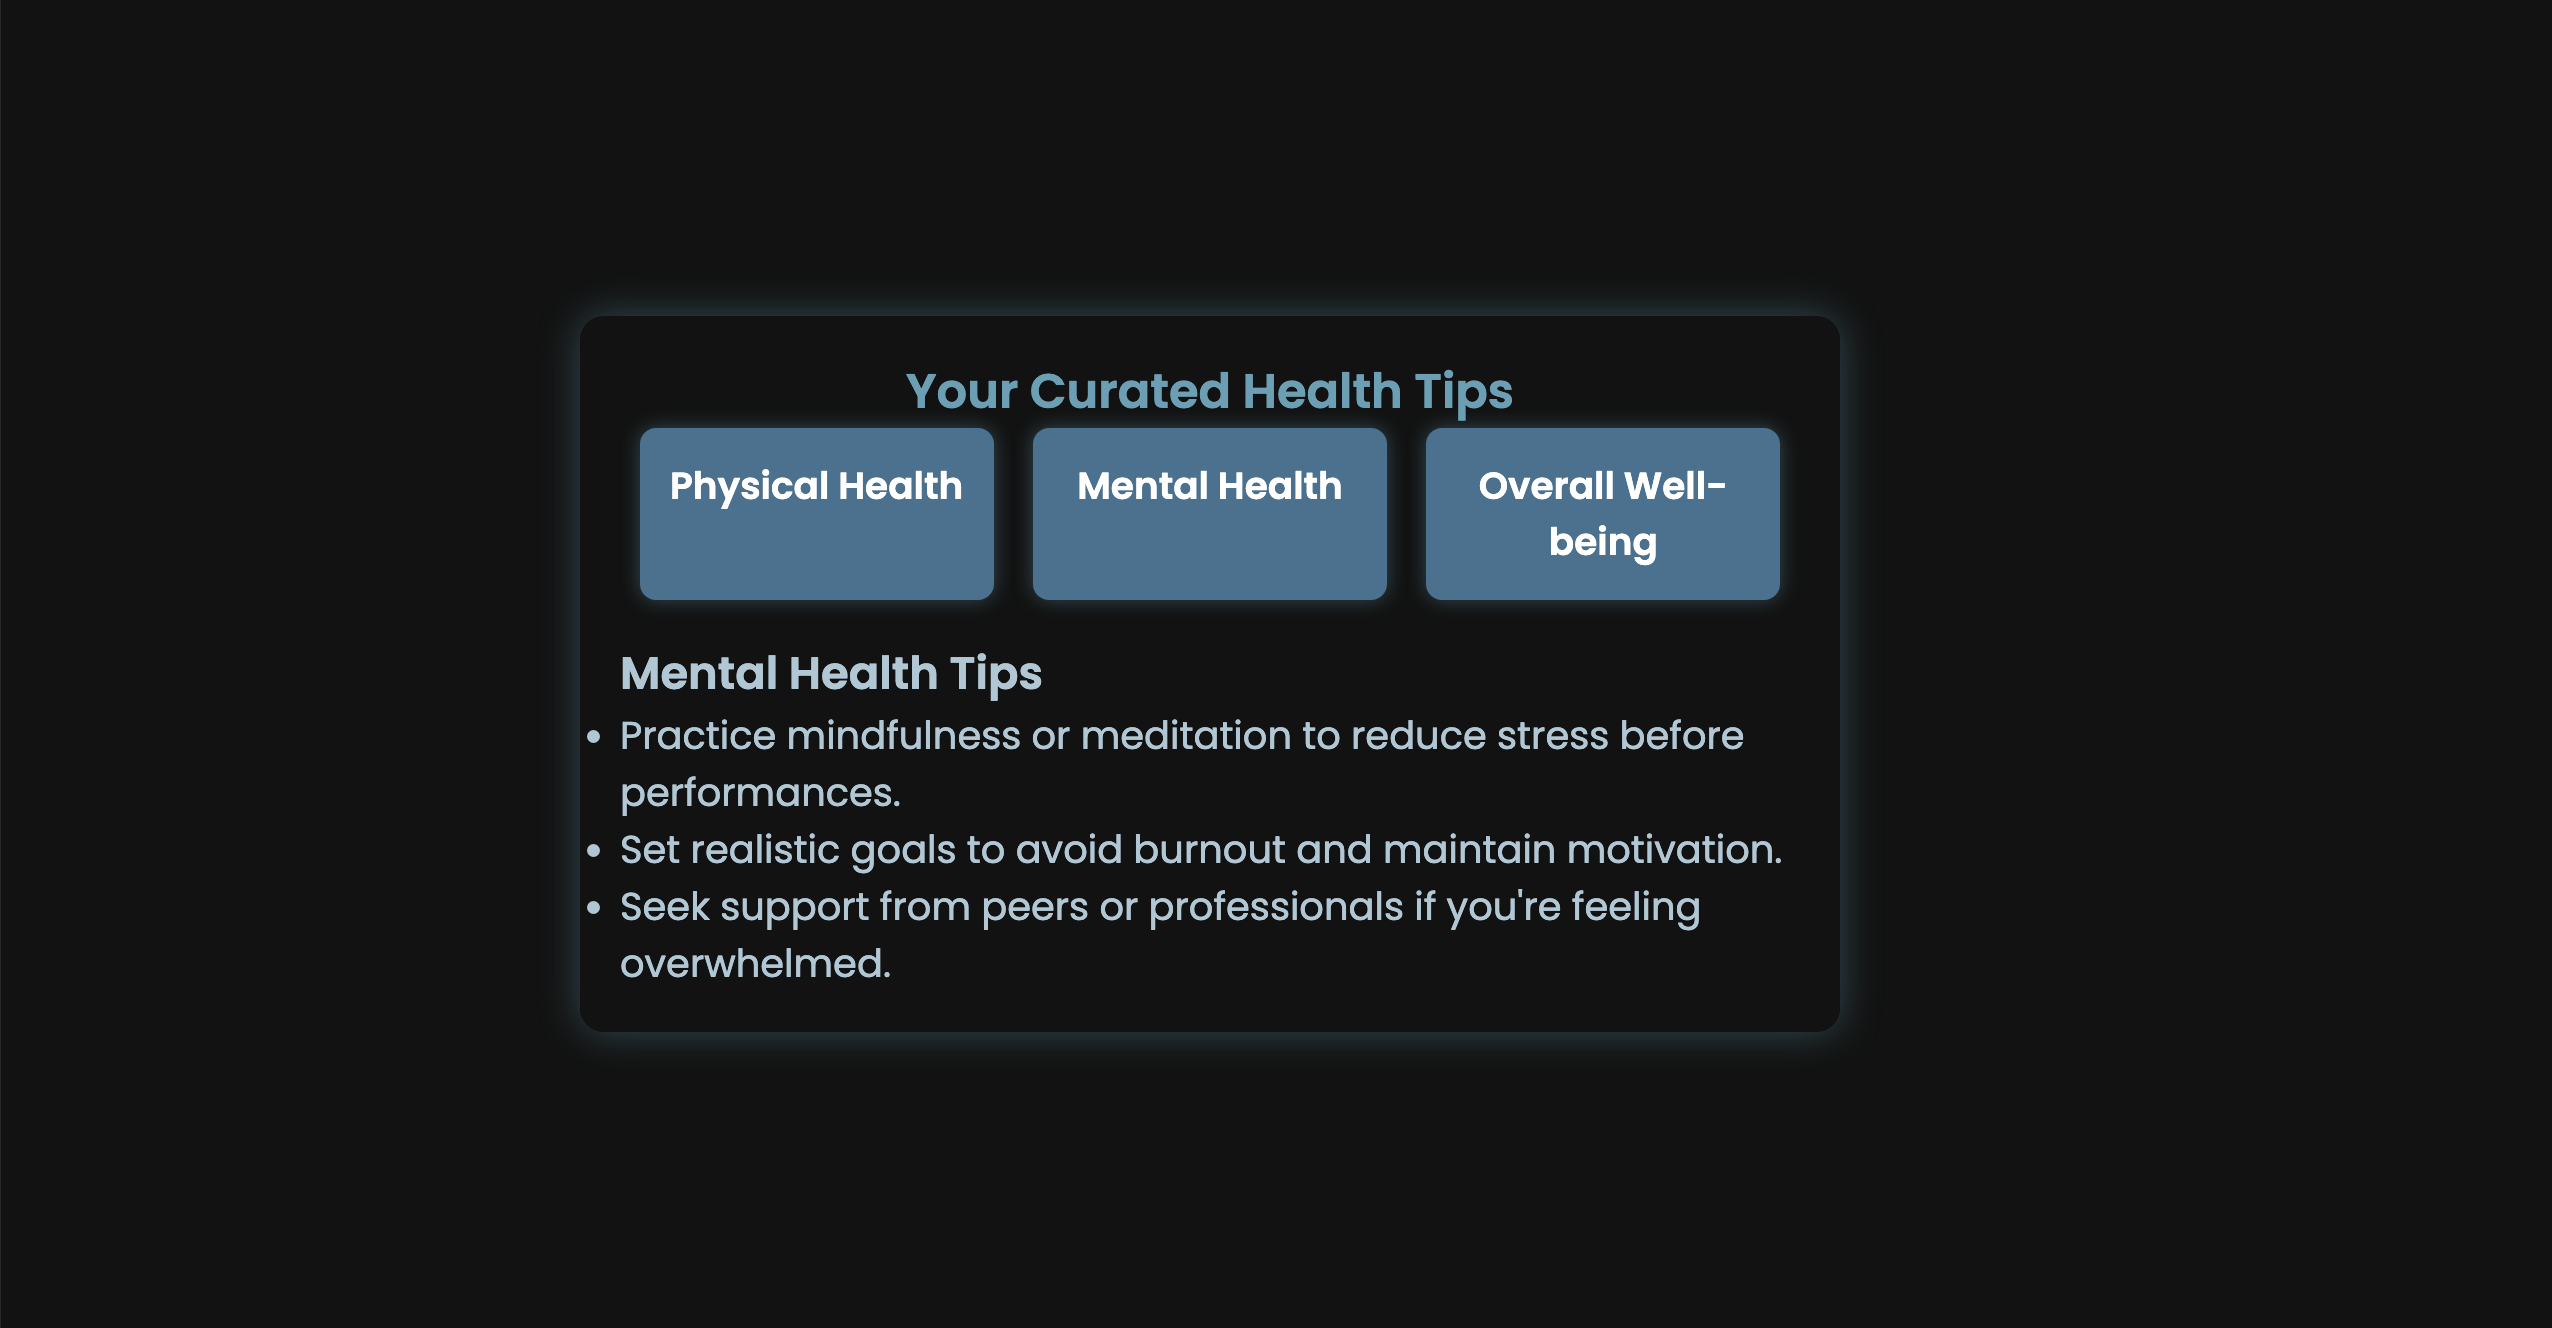 Your Curated Health Tips
Physical Health
Mental Health
Overall Well-
being
Mental Health Tips
• Practice mindfulness or meditation to reduce stress before
performances.
• Set realistic goals to avoid burnout and maintain motivation.
• Seek support from peers or professionals if you're feeling
overwhelmed.